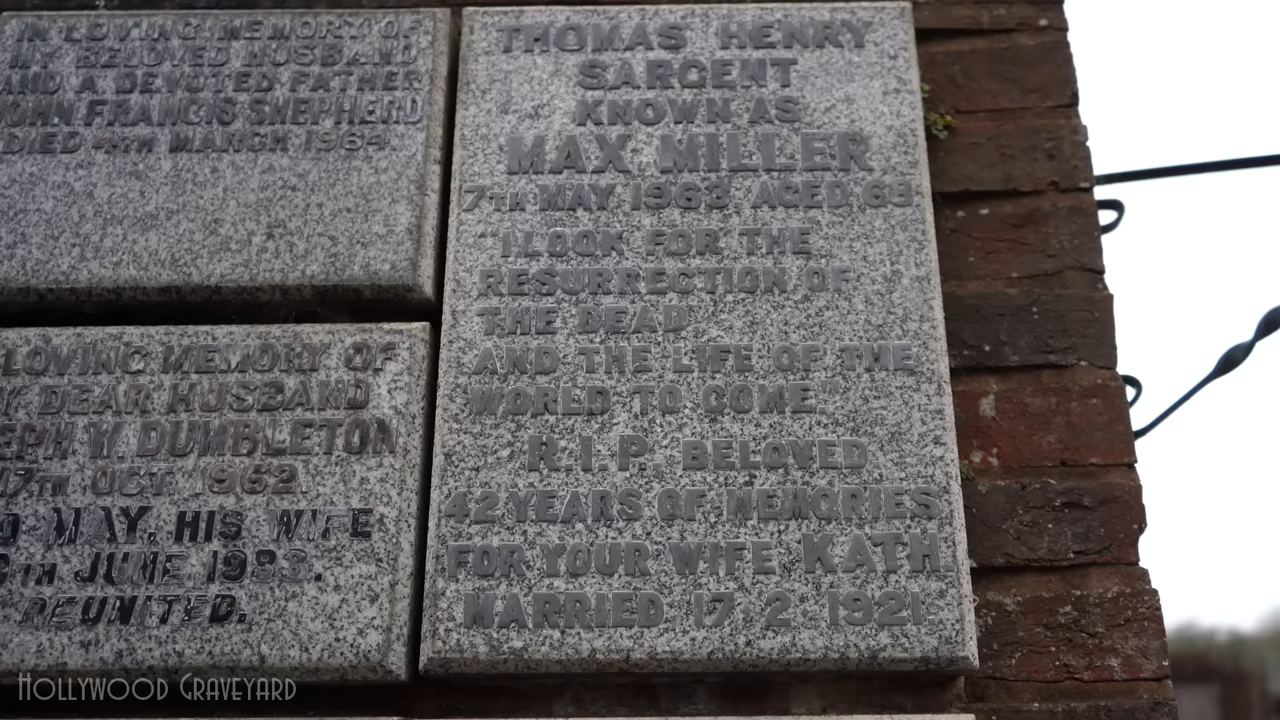 IN LOVING MEMORY OF
MY BELOVED HUSBAND
AND A DEVOTED FATHER
JOHN FRANCIS SHEPHERD
DIED 4TH MARCH 1964
LOVING MEMORY OF
MY DEAR HUSBAND
EPH W. DUMBLETON
17TH OCT 1962.
MAY, HIS WIFE
TH JUNE 1983.
REUNITED.
THOMAS HENRY
SARGENT
KNOWN AS
MAX MILLER
7TH MAY 1963 AGED 68
"I LOOK FOR THE
RESURRECTION OF
THE DEAD
AND THE LIFE OF THE
WORLD TO COME."
R.I.P. BELOVED
42 YEARS OF MEMORIES
FOR YOUR WIFE KATH.
MARRIED 17·2·1921.
HOLLYWOOD GRAVEYARD